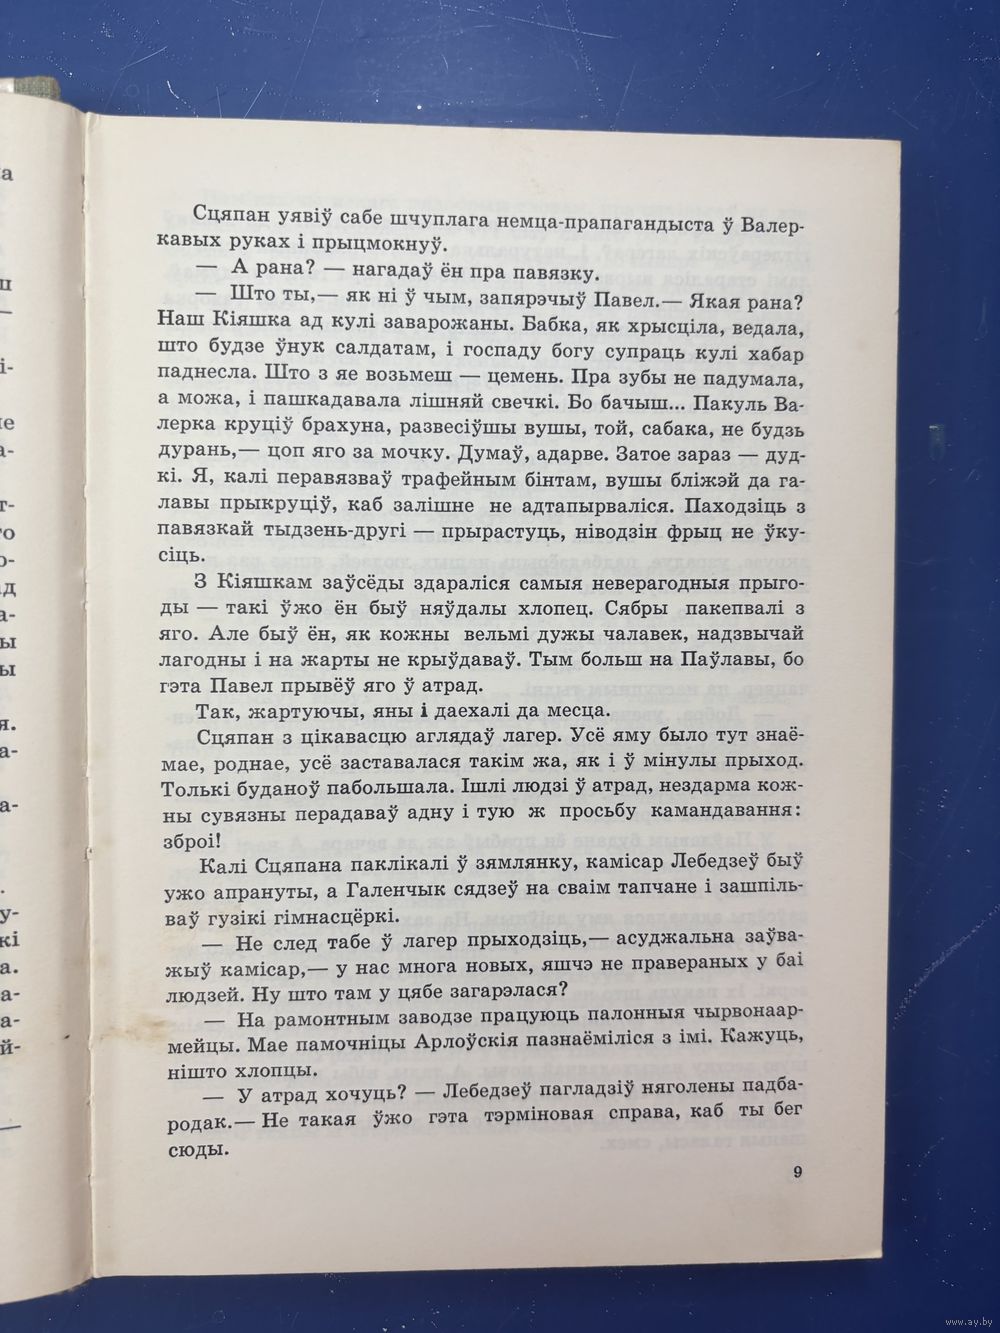 Сцяпан уявіў сабе шчуплага немца-прапагандыста ў Валер-
кавых руках і прыцмокнуў.
— А рана? — нагадаў ён пра павязку.
— Што ты,— як ні ў чым, запярэчыў Павел.— Якая рана?
Наш Кіяшка ад кулі заварожаны. Бабка, як хрысціла, ведала,
што будзе ўнук салдатам, і госпаду богу супраць кулі хабар
паднесла. Што з яе возьмеш — цемень. Пра зубы не падумала,
а можа, і пашкадавала лішняй свечкі. Бо бачыш... Пакуль Ва-
лерка круціў брахуна, развесіўшы вушы, той, сабака, не будзь
дурань,— цоп яго за мочку. Думаў, адарве. Затое зараз — дуд-
кі. Я, калі перавязваў трафейным бінтам, вушы бліжэй да га-
лавы прыкруціў, каб залішне не адтапырваліся. Паходзіць з
павязкай тыдзень-другі — прырастуць, ніводзін фрыц не ўку-
сіць.
З Кіяшкам заўсёды здараліся самыя неверагодныя прыго-
ды — такі ўжо ён быў няўдалы хлопец. Сябры пакепвалі з
яго. Але быў ён, як кожны вельмі дужы чалавек, надзвычай
лагодны і на жарты не крыўдаваў. Тым больш на Паўлавы, бо
гэта Павел прывёў яго ў атрад.
Так, жартуючы, яны і даехалі да месца.
Сцяпан з цікавасцю аглядаў лагер. Усё яму было тут знаё-
мае, роднае, усё заставалася такім жа, як і ў мінулы прыход.
Толькі буданоў пабольшала. Ішлі людзі ў атрад, нездарма кож-
ны сувязны перадаваў адну і тую ж просьбу камандавання:
зброі!
Калі Сцяпана паклікалі ў зямлянку, камісар Лебедзеў быў
ужо апрануты, а Галенчык сядзеў на сваім тапчане і зашпіль-
ваў гузікі гімнасцёркі.
— Не след табе ў лагер прыходзіць,— асуджальна заўва-
жыў камісар,— у нас многа новых, яшчэ не правераных у баі
людзей. Ну што там у цябе загарэлася?
— На рамонтным заводзе працуюць палонныя чырвонаар-
мейцы. Мае памочніцы Арлоўскія пазнаёміліся з імі. Кажуць,
нішто хлопцы.
— У атрад хочуць? — Лебедзеў пагладзіў няголены падба-
родак.— Не такая ўжо гэта тэрміновая справа, каб ты бег
сюды.
9
www.ay.by